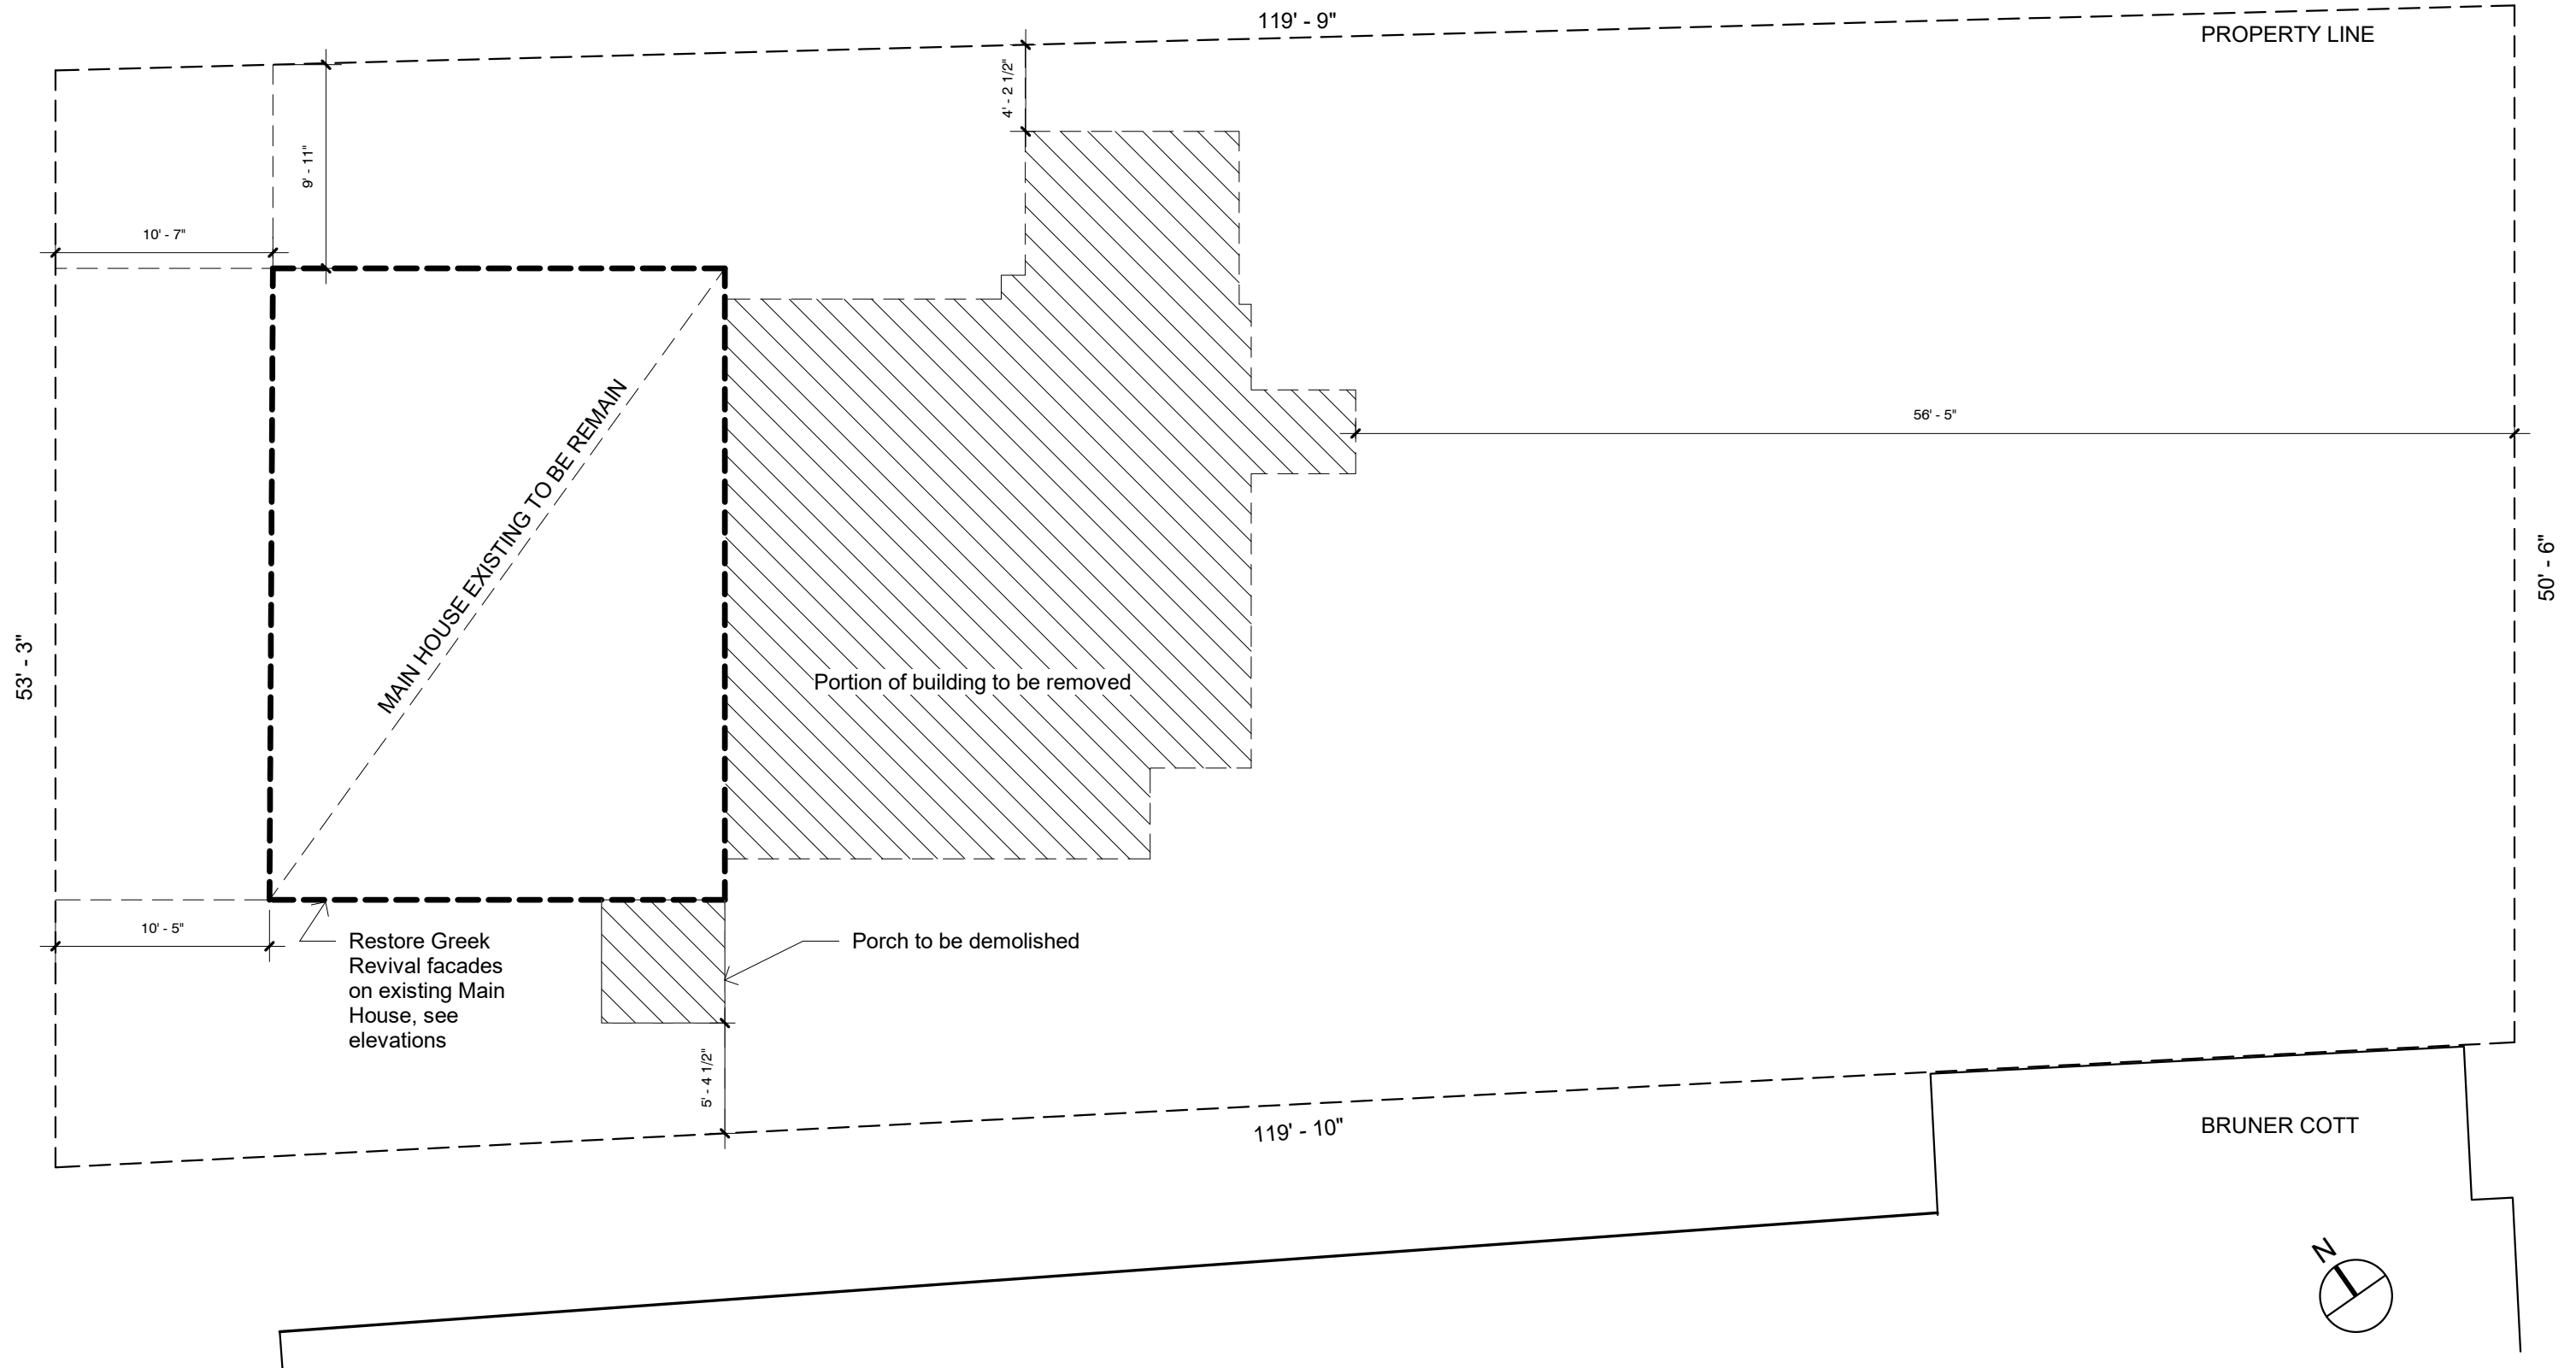 119' - 9"
PROPERTY LINE
4' - 2 1/2"
9' - 11"
10' - 7"
56' - 5"
MAIN HOUSE EXISTING TO BE REMAIN
50' - 6"
53' - 3"
Portion of building to be removed
10' - 5"
Restore Greek
Revival facades
on existing Main
House, see
elevations
Porch to be demolished
5' - 4 1/2"
119' - 10"
BRUNER COTT
N